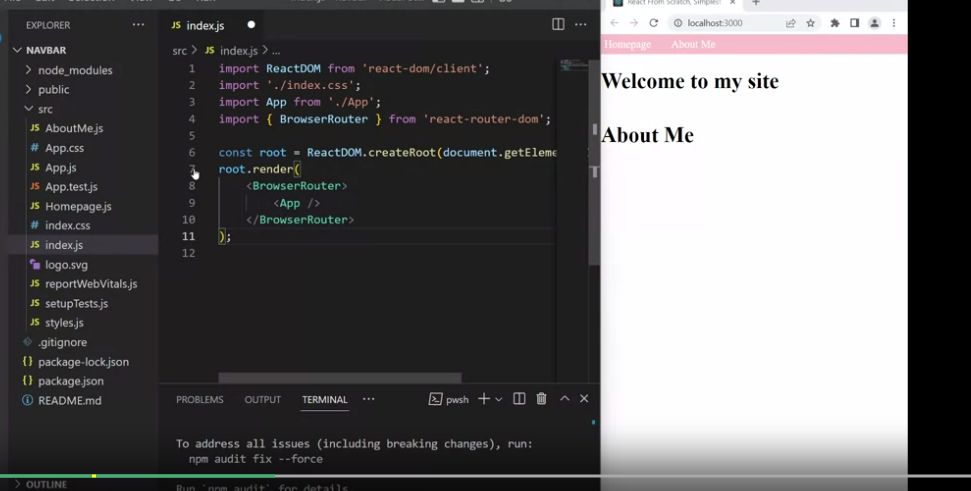 React From Scratch, Simples
EXPLORER
index.js
localhost:3000
NAVBAR
src > index.js > ...
Homepage About Me
node_modules
public
src
AboutMe.js
App.css
App.js
App.test.js
Homepage.js
index.css
index.js
logo.svg
reportWebVitals.js
setupTests.js
styles.js
.gitignore
package-lock.json
package.json
README.md
OUTLINE
1 import ReactDOM from 'react-dom/client';
2 import './index.css';
3 import App from './App';
4 import { BrowserRouter } from 'react-router-dom';
5
6 const root = ReactDOM.createRoot(document.getEleme
7 root.render(
8 <BrowserRouter>
9 <App />
10 </BrowserRouter>
11 );
12
PROBLEMS OUTPUT TERMINAL ... pwsh
To address all issues (including breaking changes), run:
npm audit fix --force
Run `npm audit` for details.
Welcome to my site
About Me